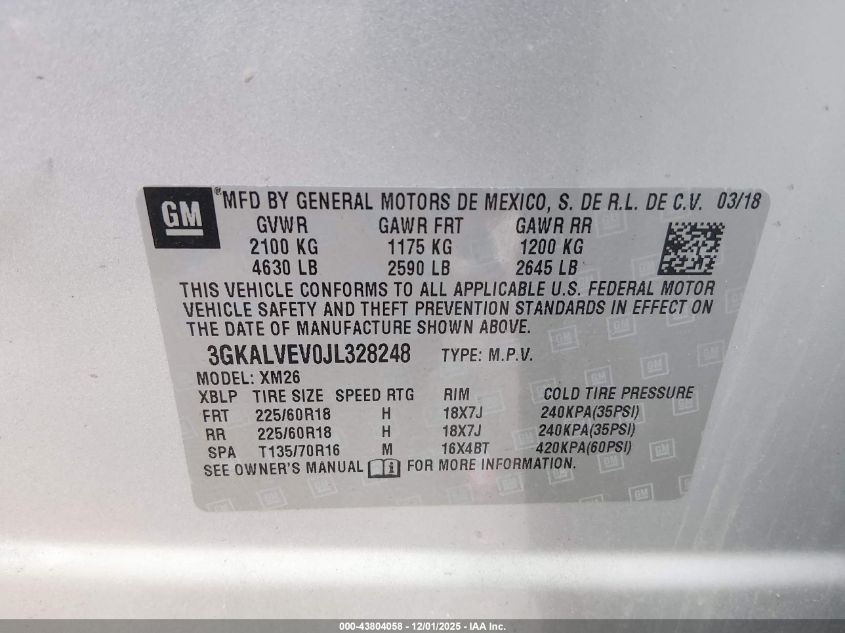 GM ® MFD BY GENERAL MOTORS DE MEXICO, S. DE R.L. DE C.V. 03/18
GVWR GAWR FRT GAWR RR
2100 KG 1175 KG 1200 KG
4630 LB 2590 LB 2645 LB
THIS VEHICLE CONFORMS TO ALL APPLICABLE U.S. FEDERAL MOTOR
VEHICLE SAFETY AND THEFT PREVENTION STANDARDS IN EFFECT ON
THE DATE OF MANUFACTURE SHOWN ABOVE.
3GKALVEV0JL328248 TYPE: M.P.V.
MODEL: XM26
XBLP TIRE SIZE SPEED RTG RIM COLD TIRE PRESSURE
FRT 225/60R18 H 18X7J 240KPA(35PSI)
RR 225/60R18 H 18X7J 240KPA(35PSI)
SPA T135/70R16 M 16X4BT 420KPA(60PSI)
SEE OWNER'S MANUAL i FOR MORE INFORMATION.
000-43804058 - 12/01/2025 - IAA Inc.